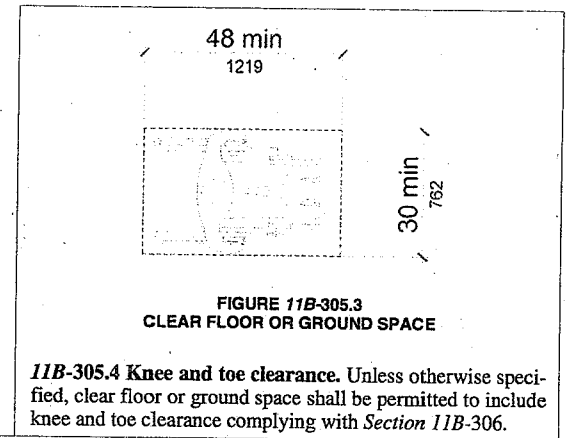 48 min
1219
30 min
762
FIGURE 11B-305.3
CLEAR FLOOR OR GROUND SPACE
11B-305.4 Knee and toe clearance. Unless otherwise speci-
fied, clear floor or ground space shall be permitted to include
knee and toe clearance complying with Section 11B-306.